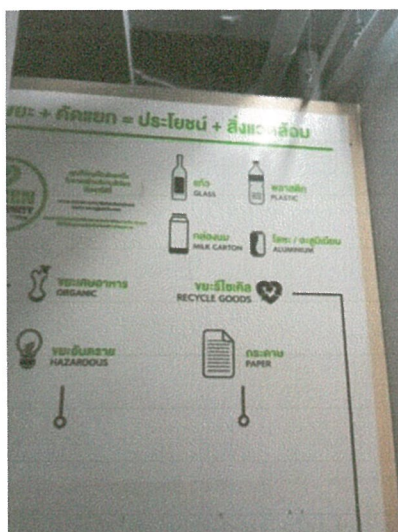 ขยะ + คัดแยก = ประโยชน์ + สิ่งแวดล้อม
แก้ว
GLASS
พลาสติก
PLASTIC
กล่องนม
MILK CARTON
โลหะ / อะลูมิเนียม
ALUMINIUM
ขยะเศษอาหาร
ORGANIC
ขยะรีไซเคิล
RECYCLE GOODS
ขยะอันตราย
HAZARDOUS
กระดาษ
PAPER